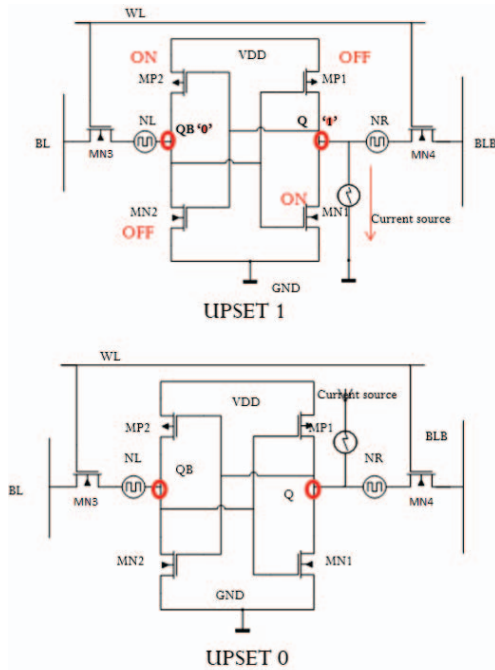 WL
ON
VDD
OFF
MP2
MP1
NL
QB '0'
Q
'1'
NR
BL
MN3
MN4
BLB
MN2
ON
MN1
Current source
OFF
GND
UPSET 1
WL
Current source
VDD
MP2
MP1
BLB
NL
QB
NR
BL
Q
MN3
MN4
MN2
MN1
GND
UPSET 0